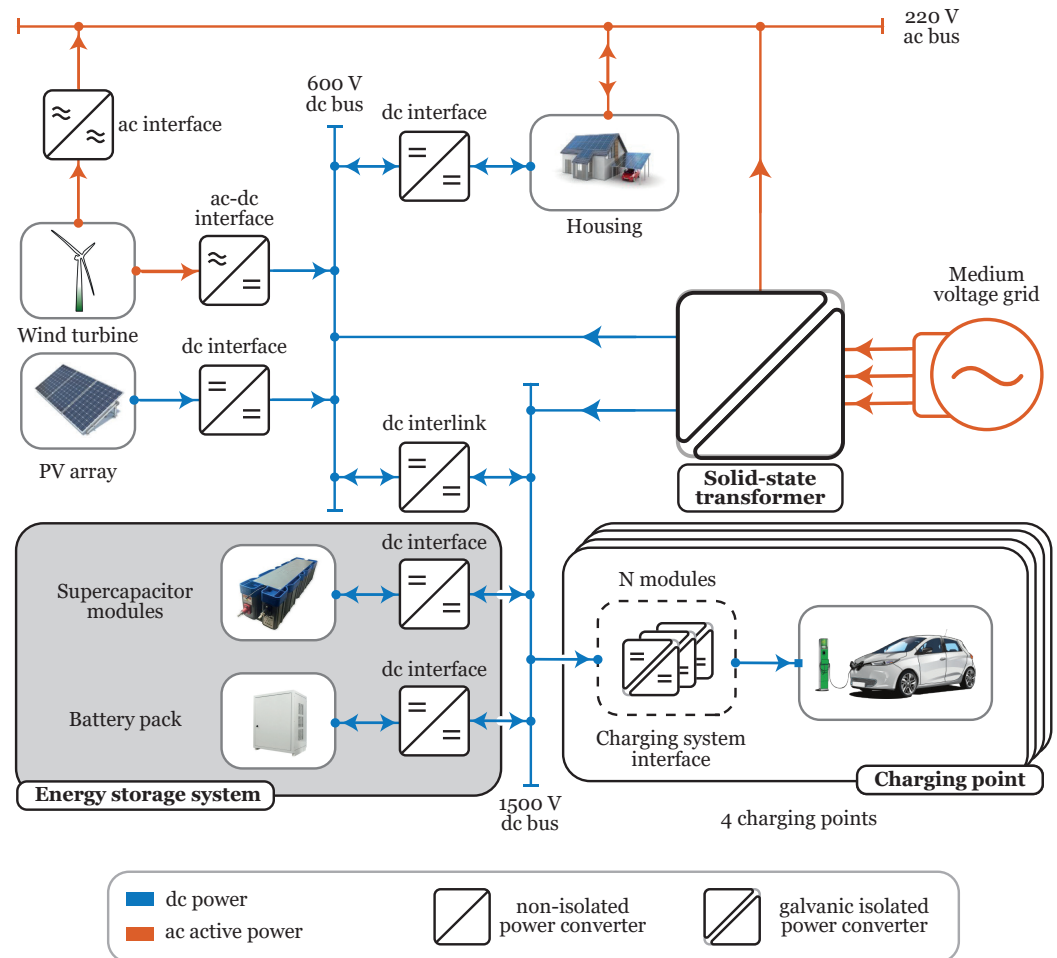 220 V
ac bus
600 V
dc bus
dc interface
ac interface
ac-dc
interface
Housing
Medium
voltage grid
Wind turbine
dc interface
PV array
dc interlink
Solid-state
transformer
dc interface
Supercapacitor
modules
N modules
dc interface
Battery pack
Charging system
interface
Energy storage system
Charging point
1500 V
dc bus
4 charging points
dc power
ac active power
non-isolated
power converter
galvanic isolated
power converter